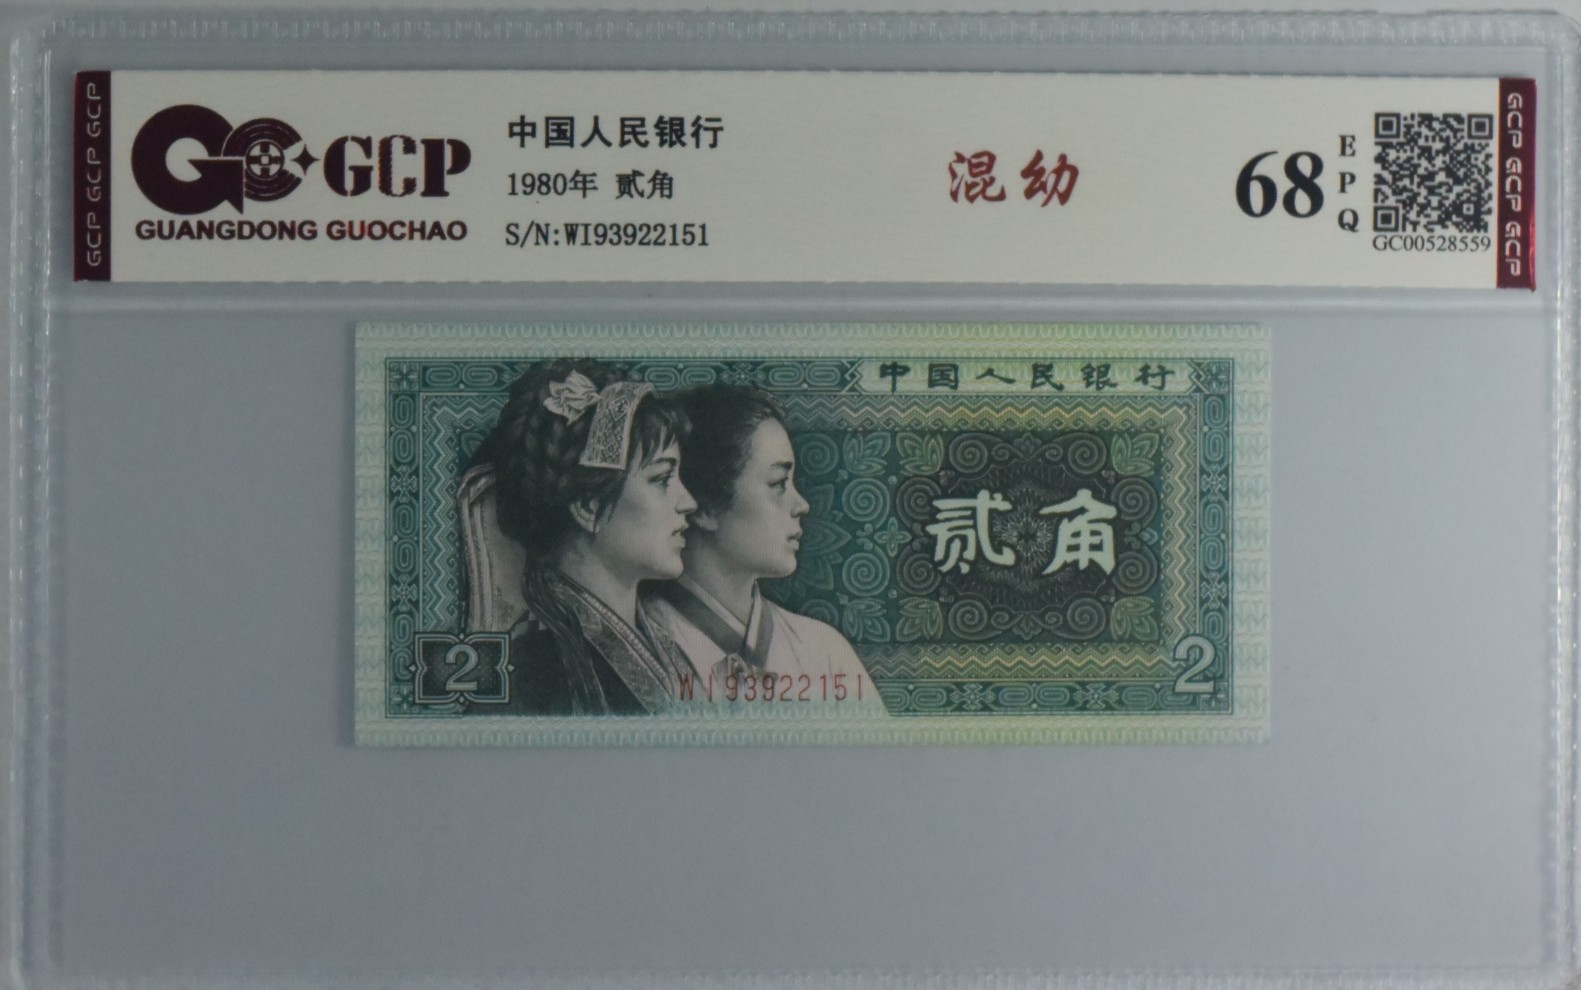 GCP GCP GCP
GCP
GUANGDONG GUOCHAO
中国人民银行
1980年 贰角
S/N:WI93922151
混幼
68
EPQ
GC00528559
GCP GCP GCP
中国人民银行
贰角
2
WI93922151
2